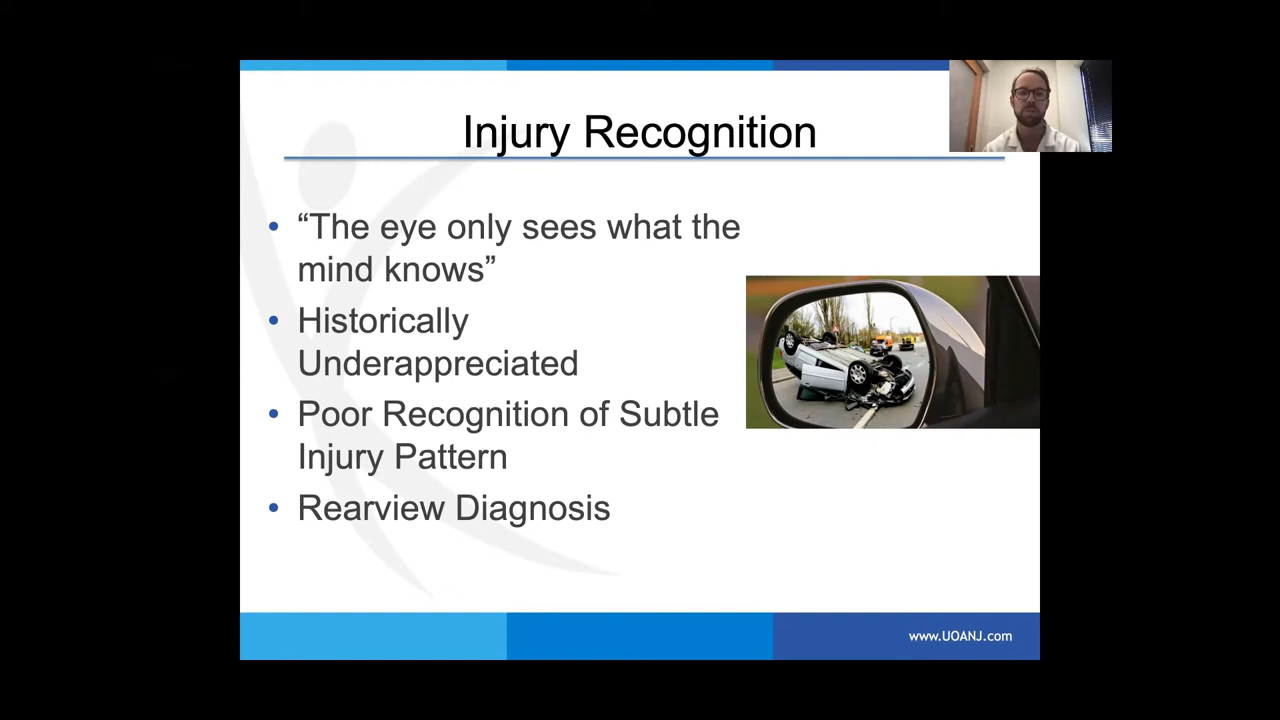 Injury Recognition
• “The eye only sees what the
mind knows”
• Historically
Underappreciated
• Poor Recognition of Subtle
Injury Pattern
• Rearview Diagnosis
www.UOANJ.com